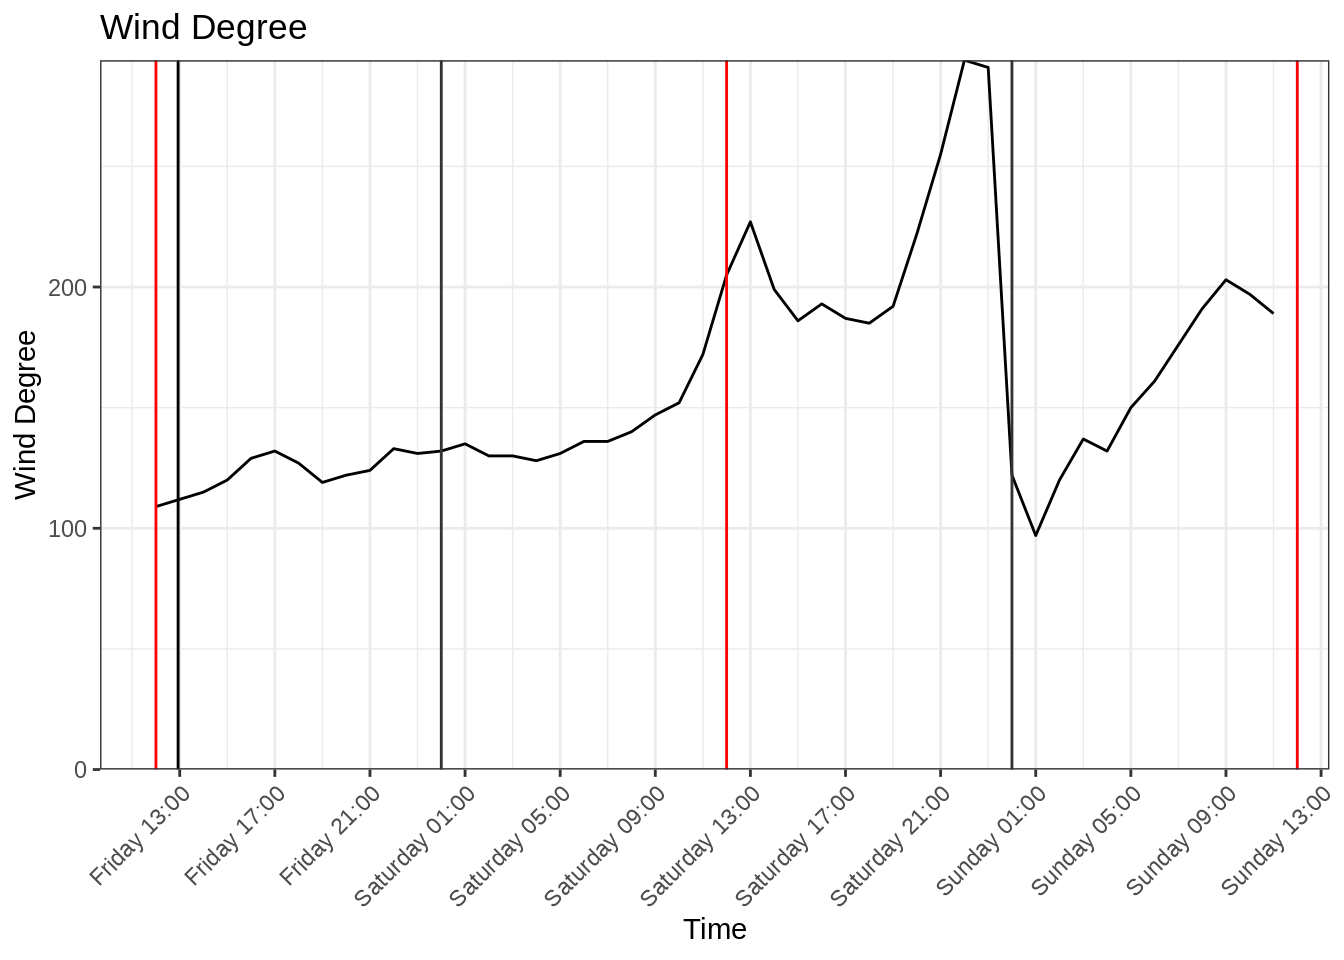 Wind Degree
Wind Degree
200
100
0
Friday 13:00
Friday 17:00
Friday 21:00
Saturday 01:00
Saturday 05:00
Saturday 09:00
Saturday 13:00
Saturday 17:00
Saturday 21:00
Sunday 01:00
Sunday 05:00
Sunday 09:00
Sunday 13:00
Time